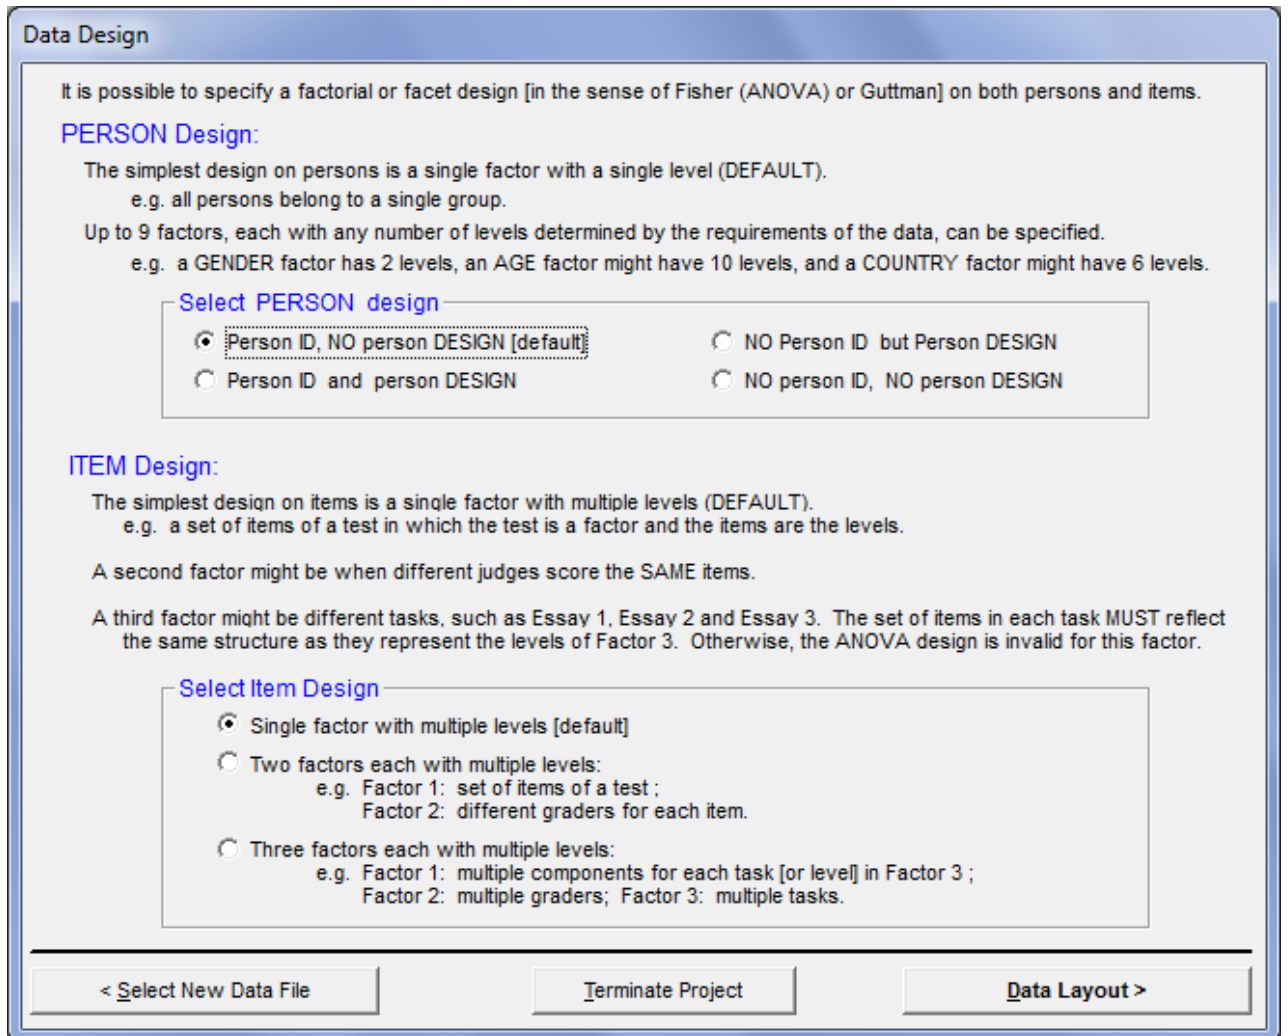 Data Design
It is possible to specify a factorial or facet design [in the sense of Fisher (ANOVA) or Guttman] on both persons and items.
PERSON Design:
The simplest design on persons is a single factor with a single level (DEFAULT).
e.g. all persons belong to a single group.
Up to 9 factors, each with any number of levels determined by the requirements of the data, can be specified.
e.g. a GENDER factor has 2 levels, an AGE factor might have 10 levels, and a COUNTRY factor might have 6 levels.
Select PERSON design
Person ID, NO person DESIGN [default]
NO Person ID but Person DESIGN
Person ID and person DESIGN
NO person ID, NO person DESIGN
ITEM Design:
The simplest design on items is a single factor with multiple levels (DEFAULT).
e.g. a set of items of a test in which the test is a factor and the items are the levels.
A second factor might be when different judges score the SAME items.
A third factor might be different tasks, such as Essay 1, Essay 2 and Essay 3. The set of items in each task MUST reflect
the same structure as they represent the levels of Factor 3. Otherwise, the ANOVA design is invalid for this factor.
Select Item Design
Single factor with multiple levels [default]
Two factors each with multiple levels:
e.g. Factor 1: set of items of a test ;
Factor 2: different graders for each item.
Three factors each with multiple levels:
e.g. Factor 1: multiple components for each task [or level] in Factor 3 ;
Factor 2: multiple graders; Factor 3: multiple tasks.
< Select New Data File
Terminate Project
Data Layout >